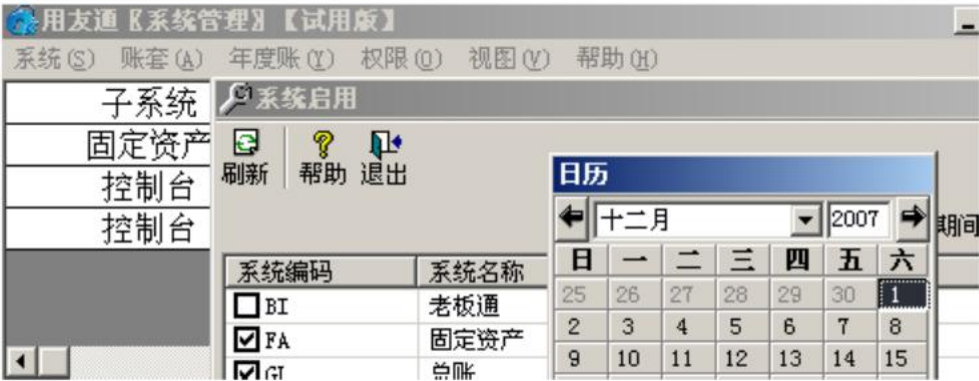 用友通〖系统管理〗【试用版】
系统(S) 账套(A) 年度账(Y) 权限(O) 视图(V) 帮助(H)
子系统
固定资产
控制台
控制台
系统启用
刷新 帮助 退出
期间
系统编码 系统名称
BI 老板通
FA 固定资产
GL 总账
日历
十二月 2007
日 一 二 三 四 五 六
25 26 27 28 29 30 1
2 3 4 5 6 7 8
9 10 11 12 13 14 15